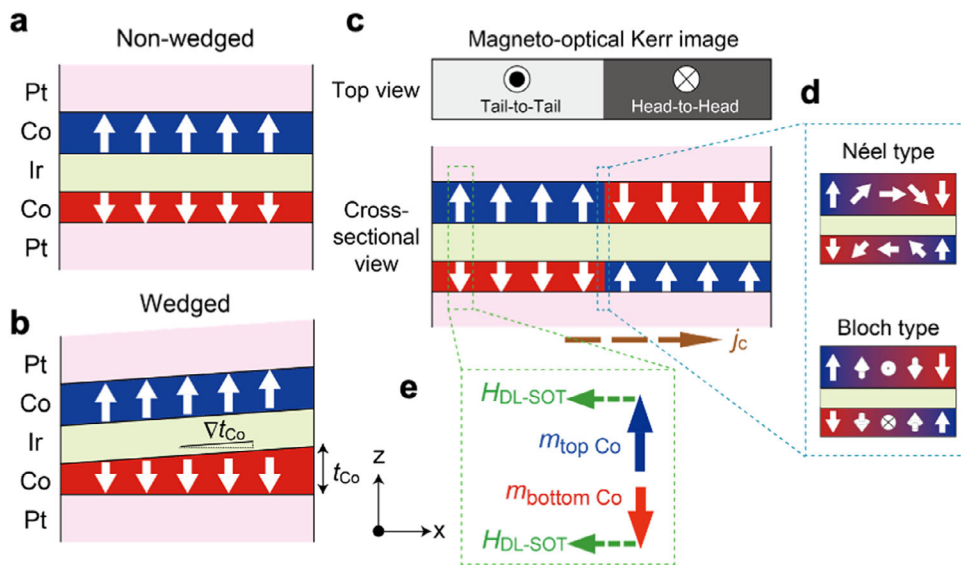 a
Non-wedged
Pt
Co
Ir
Co
Pt
b
Wedged
Pt
Co
Ir
Co
Pt
∇tCo
tCo
z
x
c
Magneto-optical Kerr image
Top view
Tail-to-Tail
Head-to-Head
Cross-
sectional
view
jc
d
Néel type
Bloch type
e
HDL-SOT
mtop Co
mbottom Co
HDL-SOT